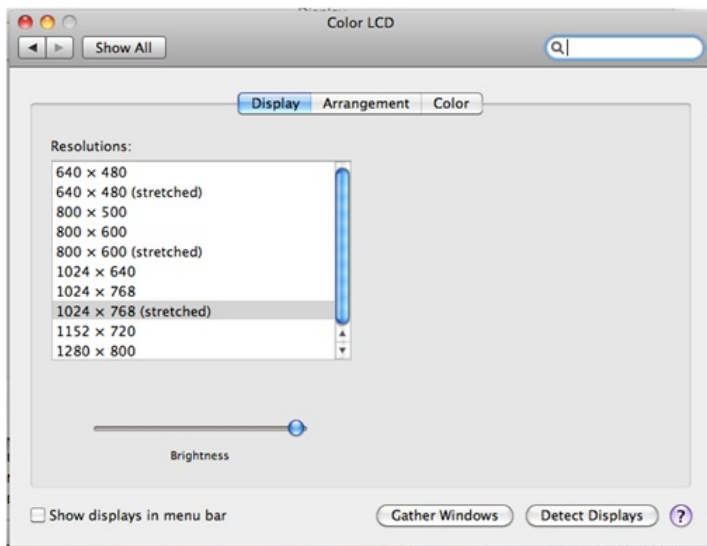 Color LCD
Show All
Display Arrangement Color
Resolutions:
640 × 480
640 × 480 (stretched)
800 × 500
800 × 600
800 × 600 (stretched)
1024 × 640
1024 × 768
1024 × 768 (stretched)
1152 × 720
1280 × 800
Brightness
Show displays in menu bar Gather Windows Detect Displays ?